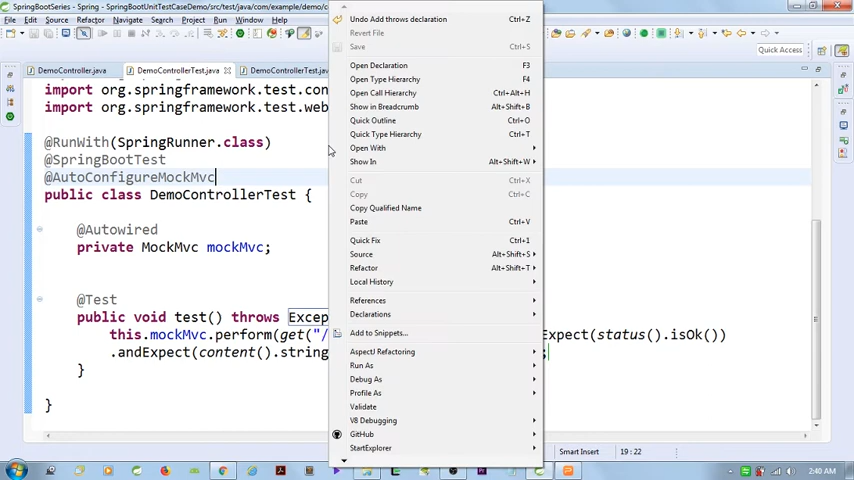 SpringBootSeries - Spring - SpringBootUnitTestCaseDemo/src/test/java/com/example/demo/c
File Edit Source Refactor Navigate Search Project Run
Quick Access
DemoController.java
DemoControllerTest.java
DemoControllerTest.jav
import org.springframework.test.con
import org.springframework.test.web
@RunWith(SpringRunner.class)
@SpringBootTest
@AutoConfigureMockMvc
public class DemoControllerTest {
@Autowired
private MockMvc mockMvc;
@Test
public void test() throws Excep
this.mockMvc.perform(get("/
Expect(status().isOk())
.andExpect(content().string
;
}
}
Undo Add throws declaration Ctrl+Z
Revert File
Save Ctrl+S
Open Declaration F3
Open Type Hierarchy F4
Open Call Hierarchy Ctrl+Alt+H
Show in Breadcrumb Alt+Shift+B
Quick Outline Ctrl+O
Quick Type Hierarchy Ctrl+T
Open With
Show In Alt+Shift+W
Cut Ctrl+X
Copy Ctrl+C
Copy Qualified Name
Paste Ctrl+V
Quick Fix Ctrl+1
Source Alt+Shift+S
Refactor Alt+Shift+T
Local History
References
Declarations
Add to Snippets...
AspectJ Refactoring
Run As
Debug As
Profile As
Validate
V8 Debugging
GitHub
StartExplorer
Smart Insert
19 : 22
2:40 AM